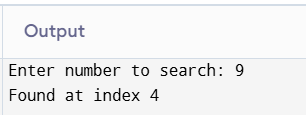 Output
Enter number to search: 9
Found at index 4